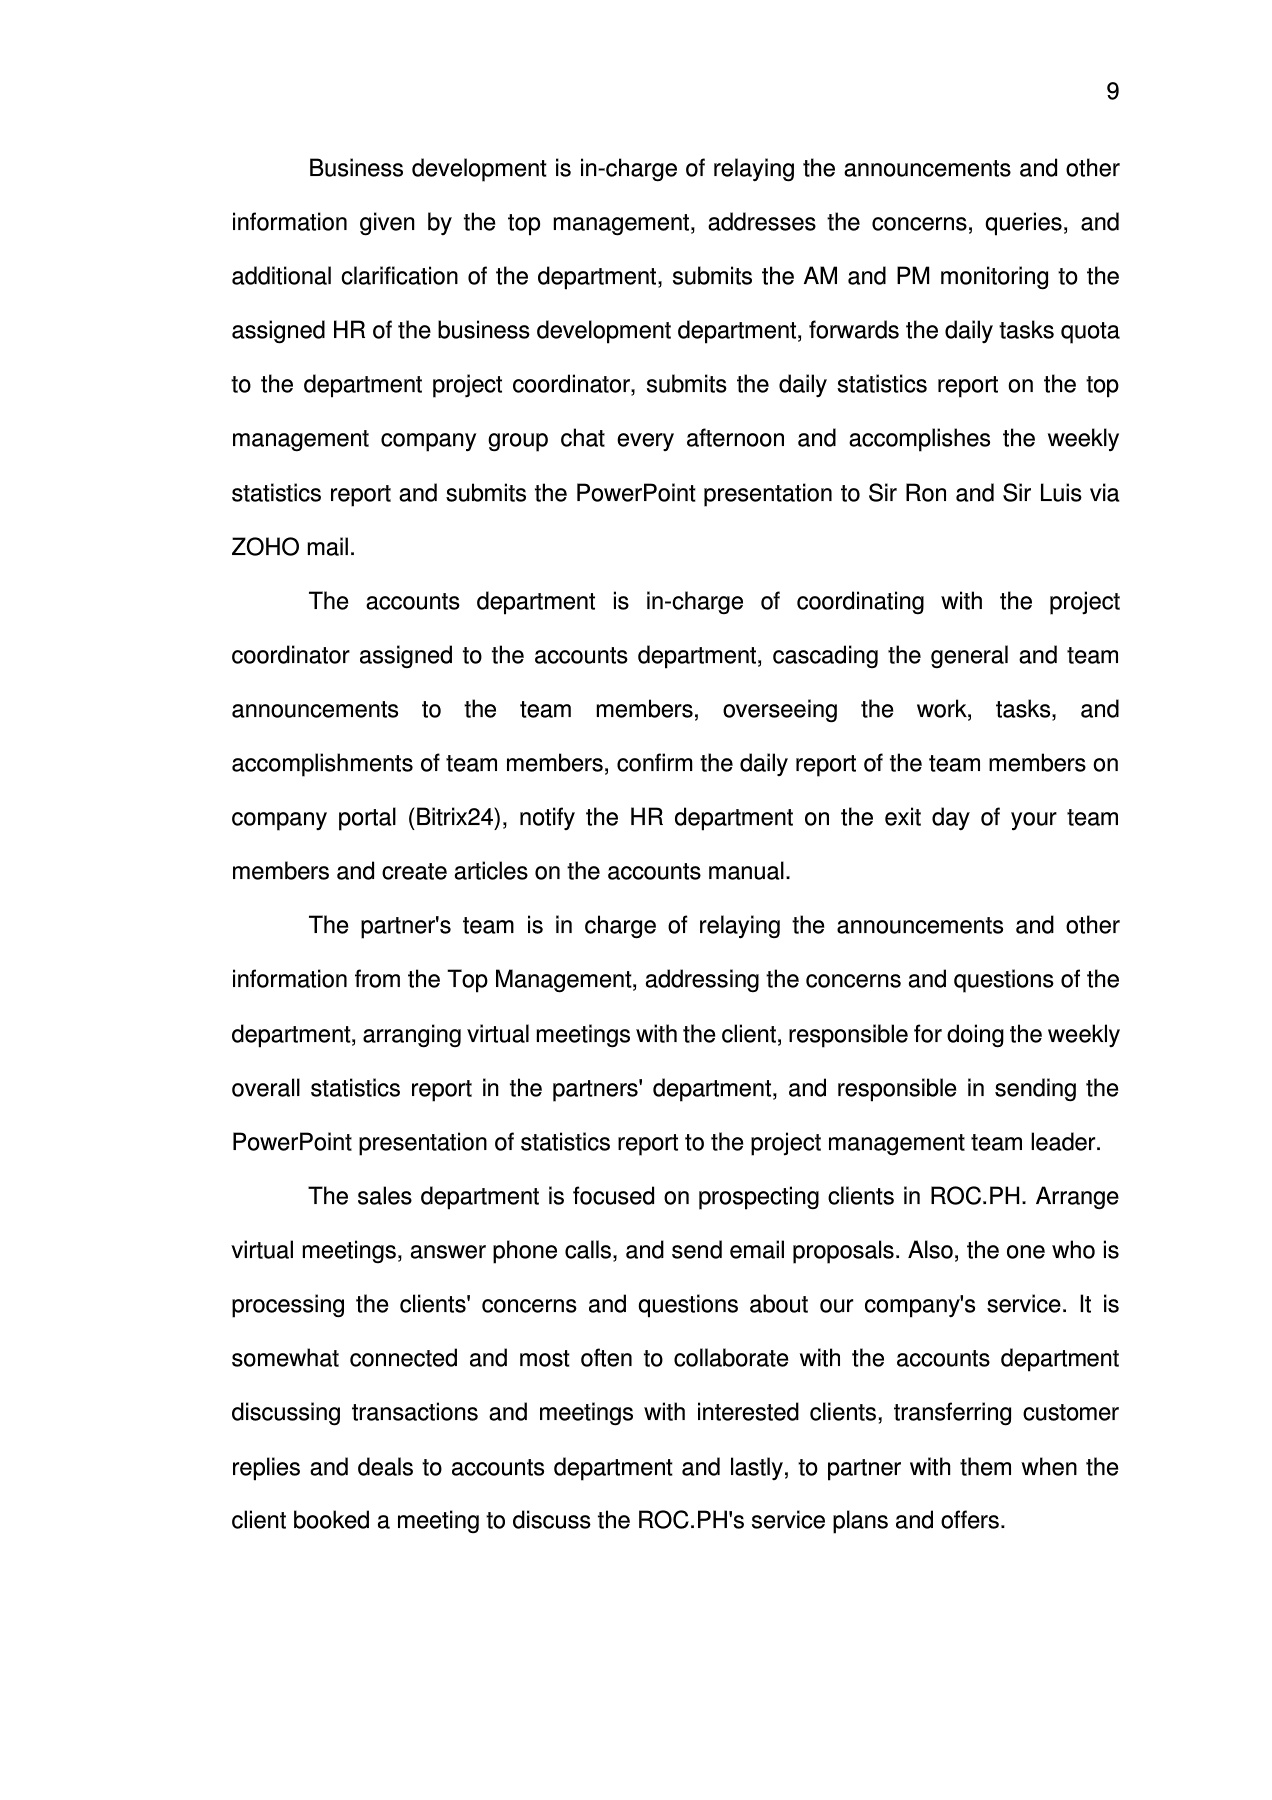 9
Business development is in-charge of relaying the announcements and other
information given by the top management, addresses the concerns, queries, and
additional clarification of the department, submits the AM and PM monitoring to the
assigned HR of the business development department, forwards the daily tasks quota
to the department project coordinator, submits the daily statistics report on the top
management company group chat every afternoon and accomplishes the weekly
statistics report and submits the PowerPoint presentation to Sir Ron and Sir Luis via
ZOHO mail.
The accounts department is in-charge of coordinating with the project
coordinator assigned to the accounts department, cascading the general and team
announcements to the team members, overseeing the work, tasks, and
accomplishments of team members, confirm the daily report of the team members on
company portal (Bitrix24), notify the HR department on the exit day of your team
members and create articles on the accounts manual.
The partner's team is in charge of relaying the announcements and other
information from the Top Management, addressing the concerns and questions of the
department, arranging virtual meetings with the client, responsible for doing the weekly
overall statistics report in the partners' department, and responsible in sending the
PowerPoint presentation of statistics report to the project management team leader.
The sales department is focused on prospecting clients in ROC.PH. Arrange
virtual meetings, answer phone calls, and send email proposals. Also, the one who is
processing the clients' concerns and questions about our company's service. It is
somewhat connected and most often to collaborate with the accounts department
discussing transactions and meetings with interested clients, transferring customer
replies and deals to accounts department and lastly, to partner with them when the
client booked a meeting to discuss the ROC.PH's service plans and offers.